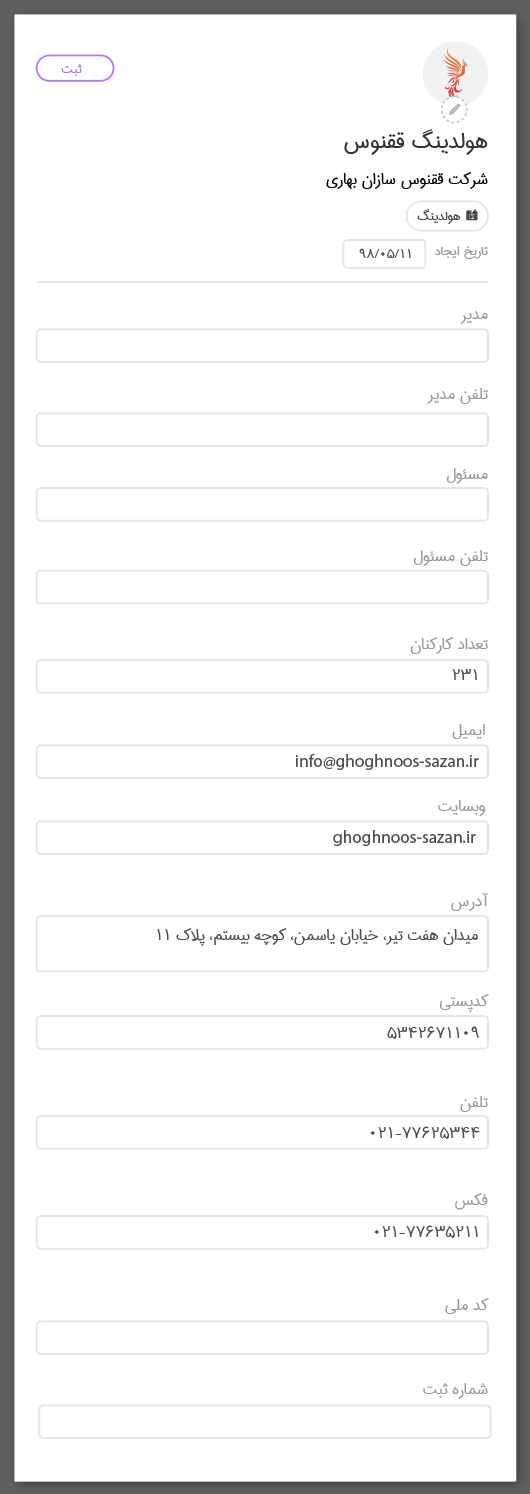 ثبت
هولدینگ ققنوس
شرکت ققنوس سازان بهاری
هولدینگ
تاریخ ایجاد ۹۸/۰۵/۱۱
مدیر
تلفن مدیر
مسئول
تلفن مسئول
تعداد کارکنان
۲۳۱
ایمیل
info@ghoghnoos-sazan.ir
وبسایت
ghoghnoos-sazan.ir
آدرس
میدان هفت تیر، خیابان یاسمن، کوچه بیستم، پلاک ۱۱
کدپستی
۵۳۴۲۶۷۱۱۰۹
تلفن
۰۲۱-۷۷۶۲۵۳۴۴
فکس
۰۲۱-۷۷۶۳۵۲۱۱
کد ملی
شماره ثبت